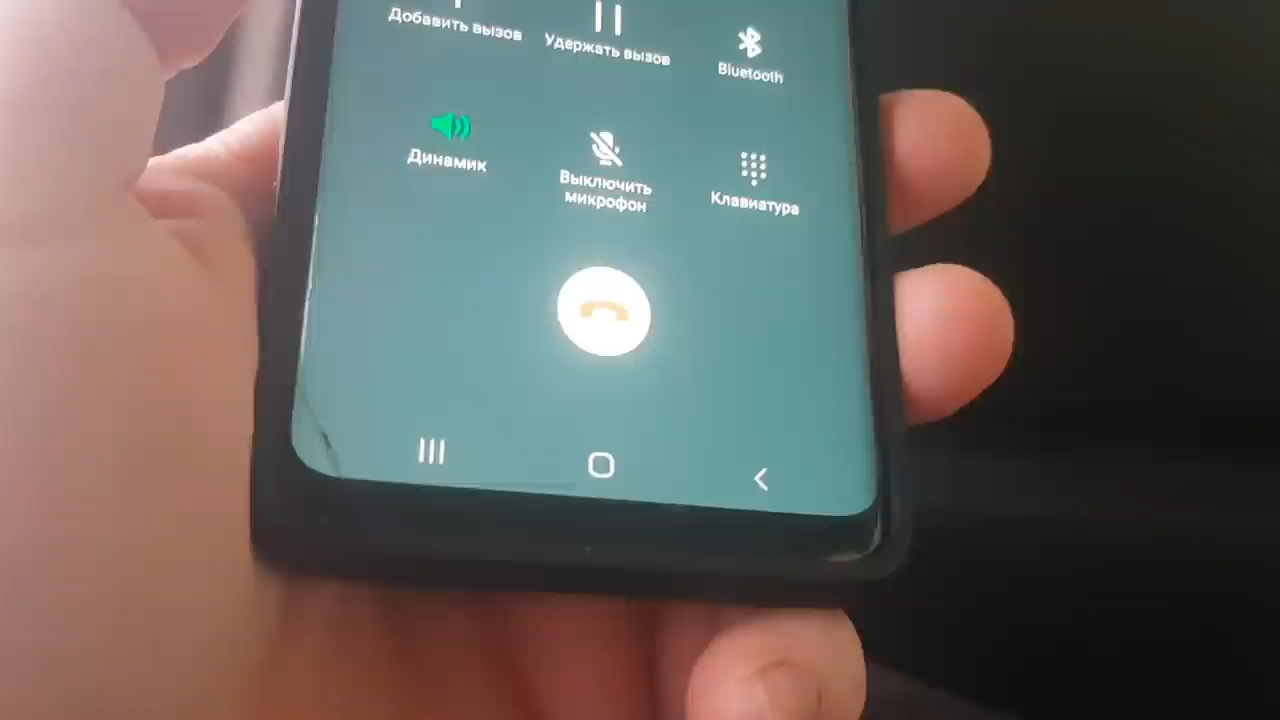 Добавить вызов
Удержать вызов
Bluetooth
Динамик
Выключить
микрофон
Клавиатура